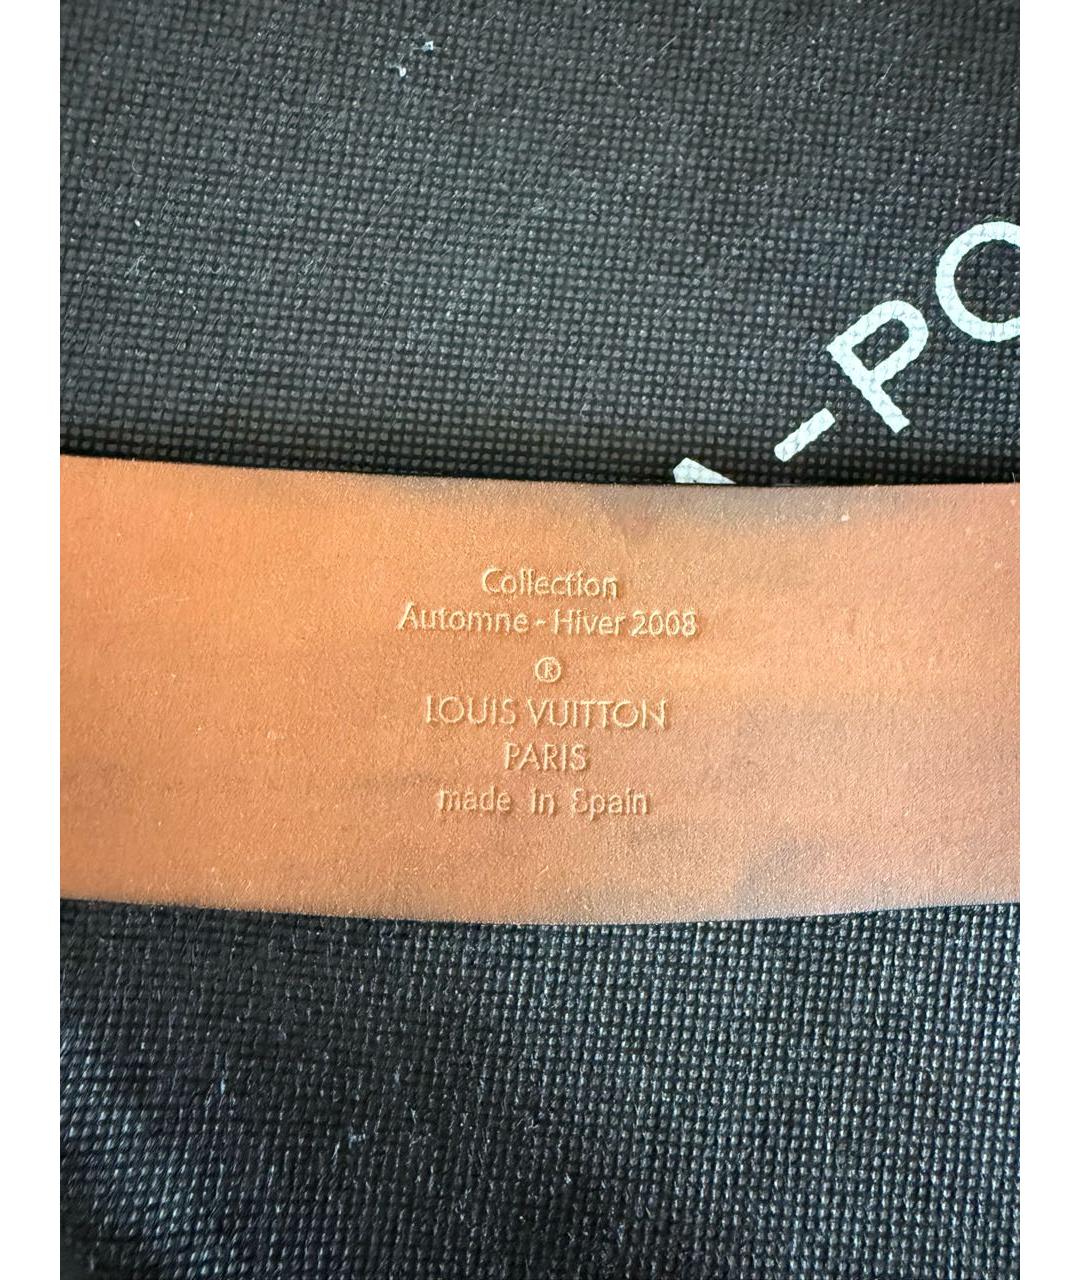 A-PO
Collection
Automne - Hiver 2008
®
LOUIS VUITTON
PARIS
made in Spain